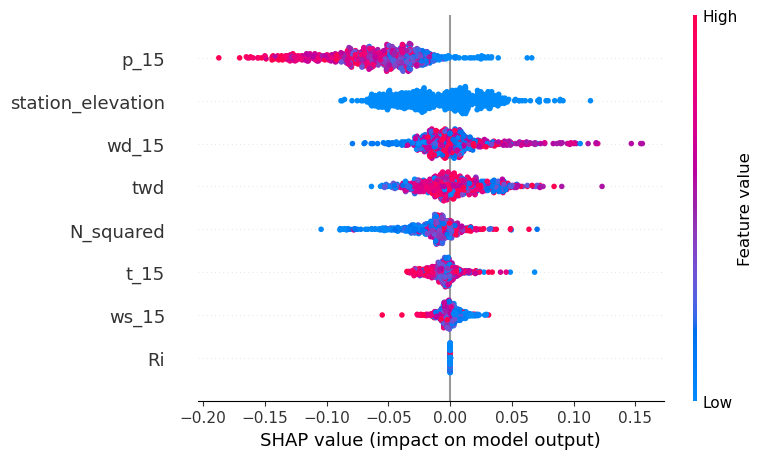 High
p_15
station_elevation
wd_15
twd
N_squared
t_15
ws_15
Ri
Feature value
Low
−0.20 −0.15 −0.10 −0.05 0.00 0.05 0.10 0.15
SHAP value (impact on model output)